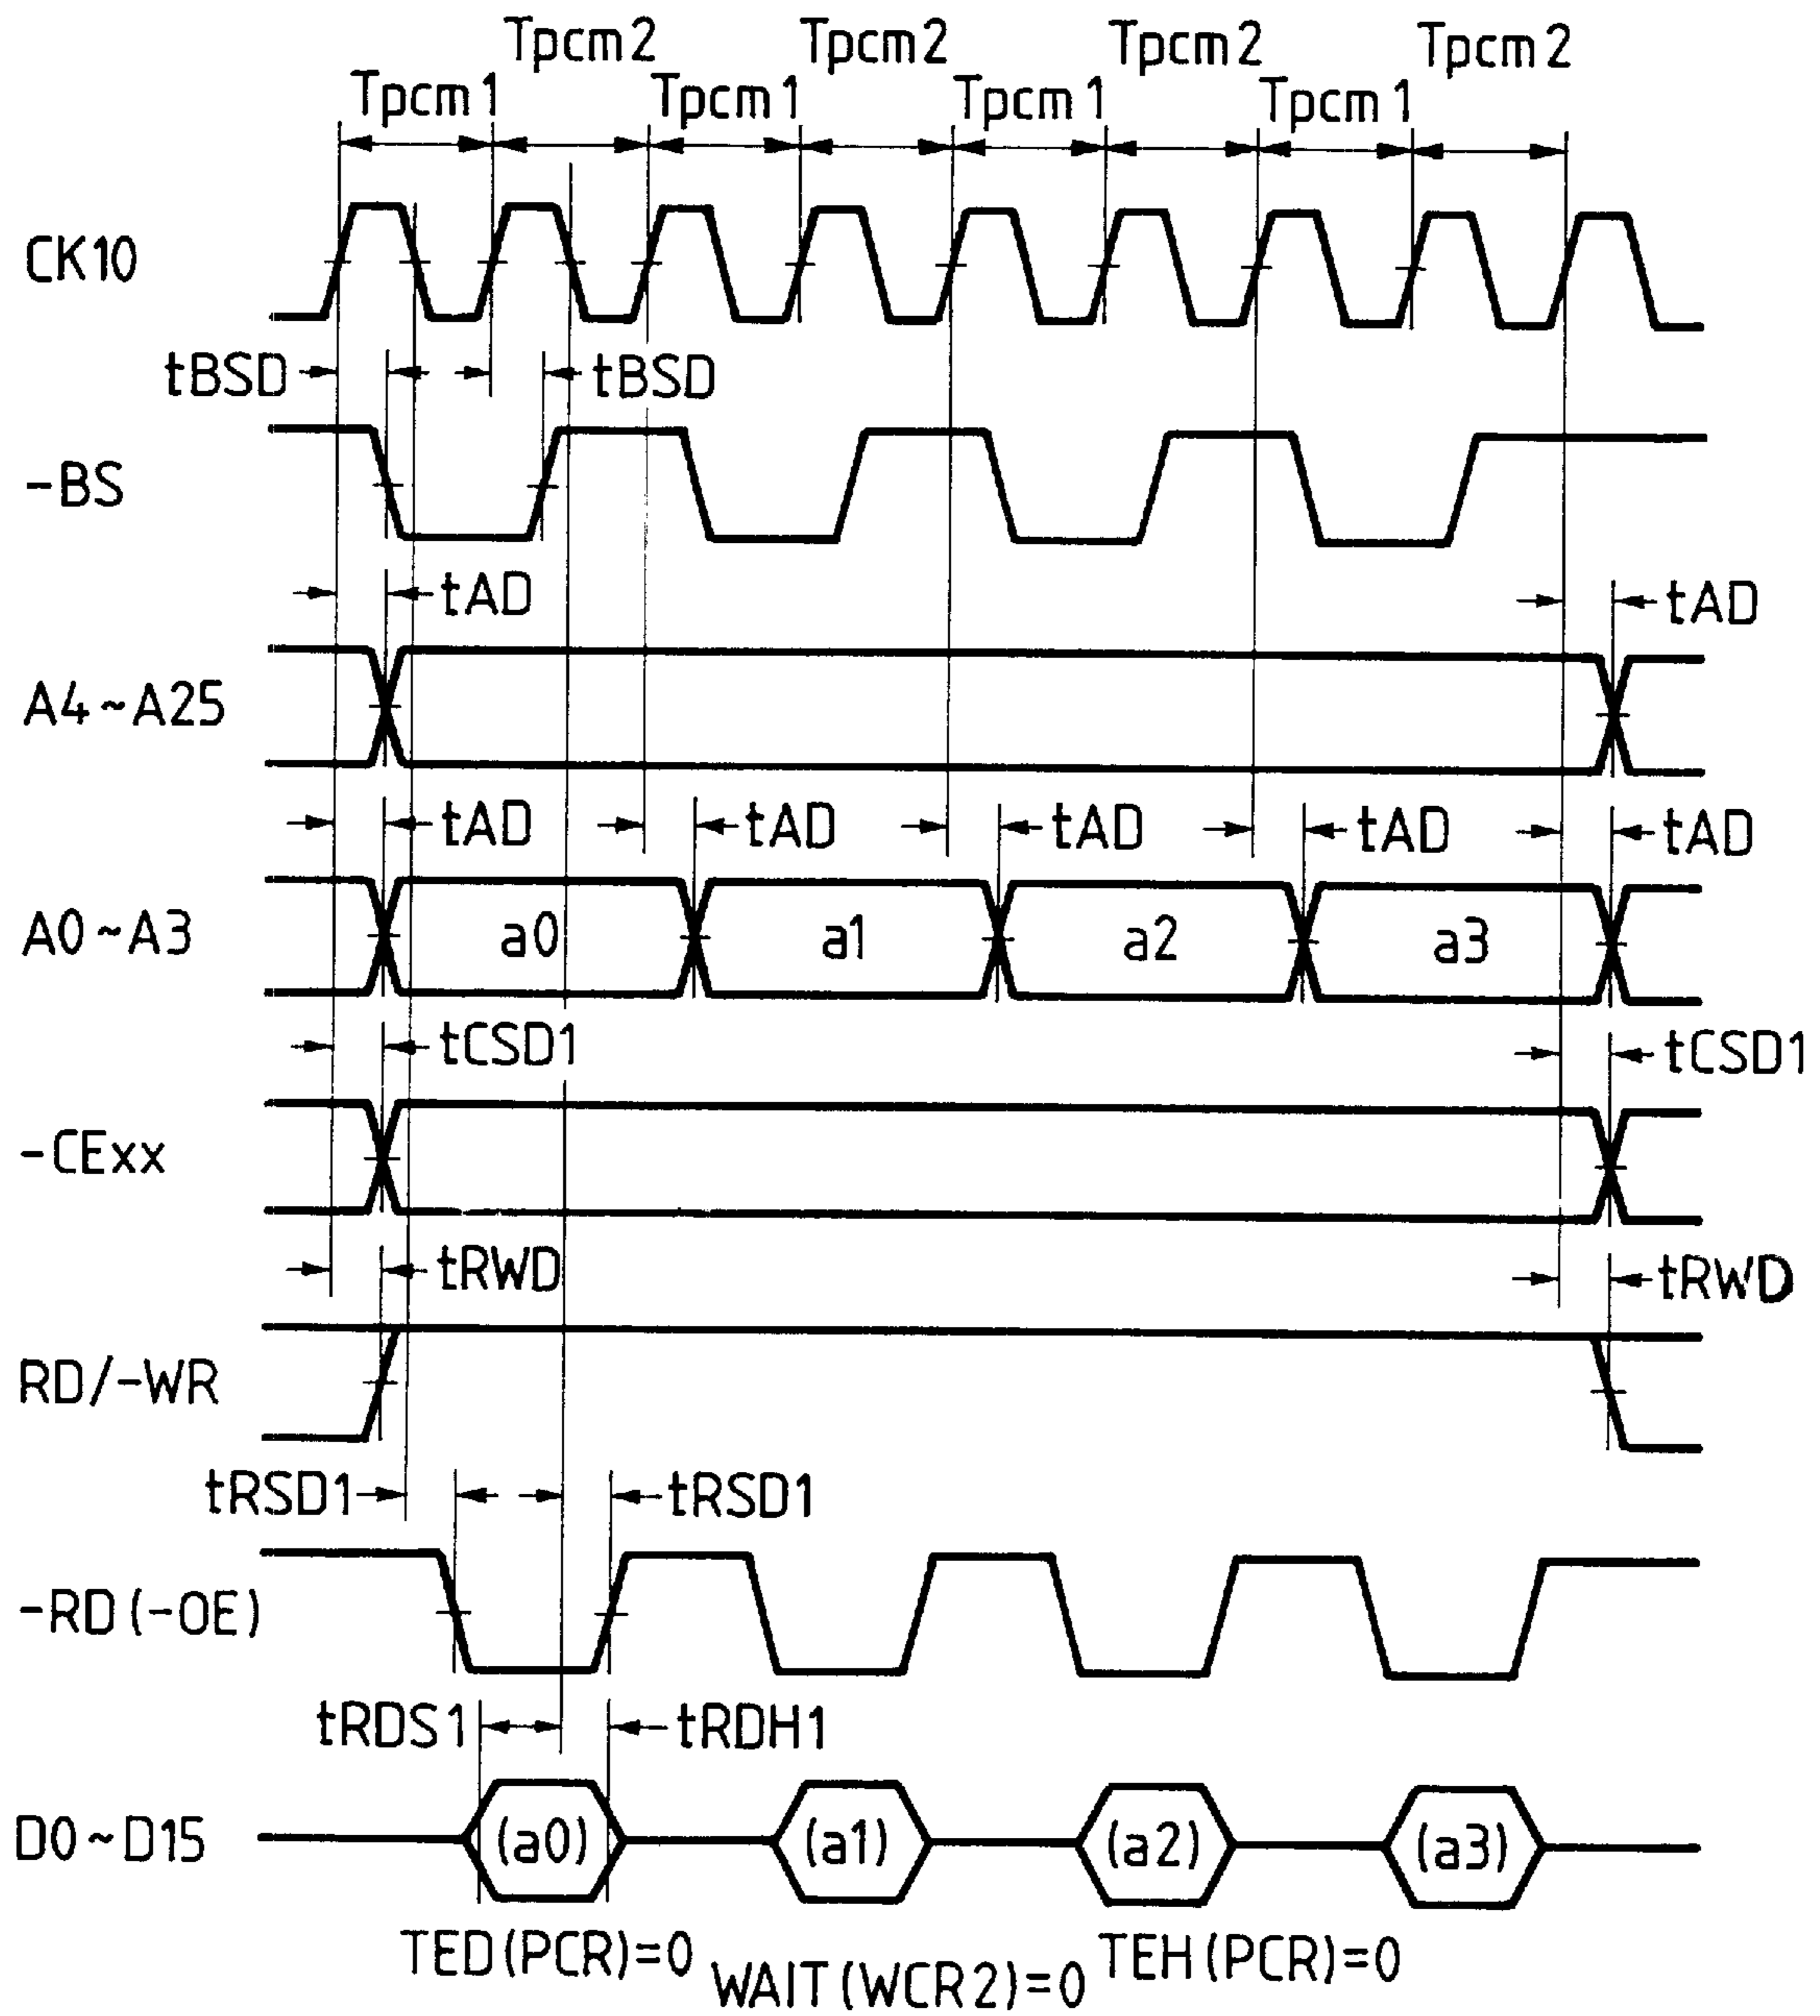 Tpcm2 Tpcm2 Tpcm2 Tpcm2
Tpcm1 Tpcm1 Tpcm1 Tpcm1
CK10
tBSD tBSD
-BS
tAD tAD
A4~A25
tAD tAD tAD tAD tAD
A0~A3 a0 a1 a2 a3
tCSD1 tCSD1
-CExx
tRWD tRWD
RD/-WR
tRSD1 tRSD1
-RD(-OE)
tRDS1 tRDH1
D0~D15 (a0) (a1) (a2) (a3)
TED(PCR)=0 WAIT(WCR2)=0 TEH(PCR)=0